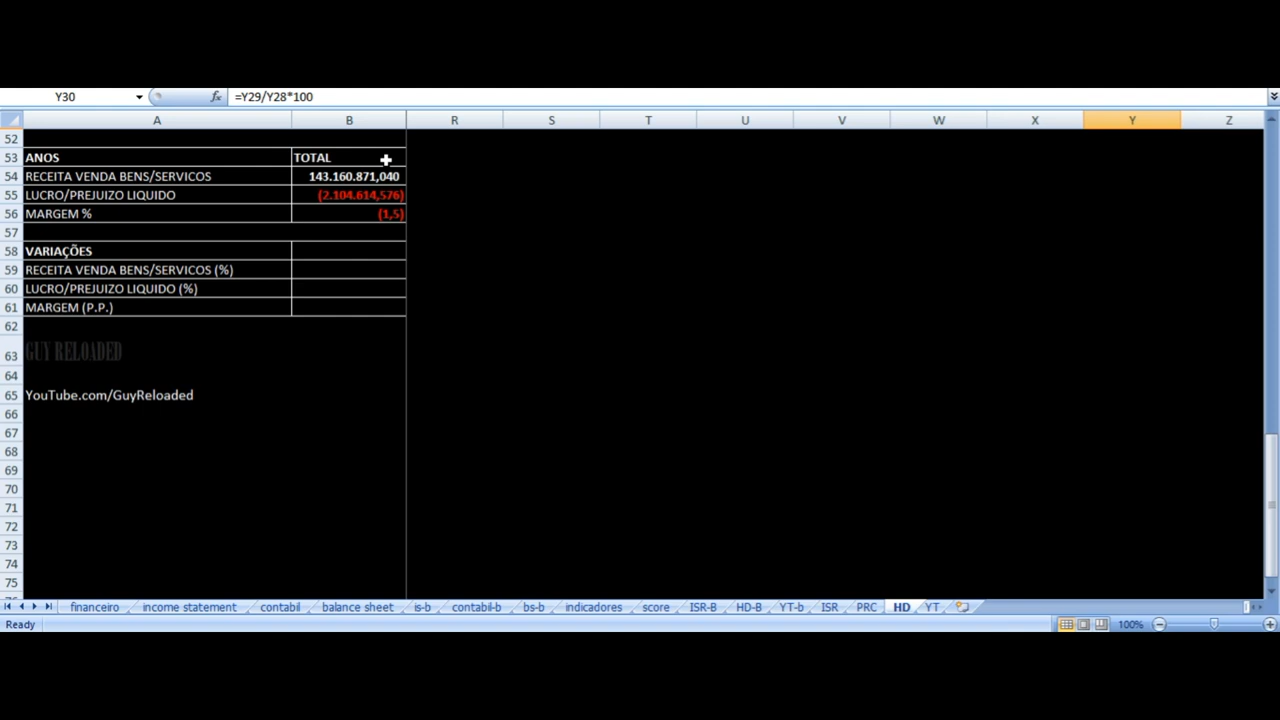 Y30 fx =Y29/Y28*100
A B R S T U V W X Y Z
52
53 ANOS TOTAL
54 RECEITA VENDA BENS/SERVICOS 143.160.871,040
55 LUCRO/PREJUIZO LIQUIDO (2.104.614,576)
56 MARGEM % (1,5)
57
58 VARIAÇÕES
59 RECEITA VENDA BENS/SERVICOS (%)
60 LUCRO/PREJUIZO LIQUIDO (%)
61 MARGEM (P.P.)
62
63 GUY RELOADED
64
65 YouTube.com/GuyReloaded
66
67
68
69
70
71
72
73
74
75
financeiro income statement contabil balance sheet is-b contabil-b bs-b indicadores score ISR-B HD-B YT-b ISR PRC HD YT
Ready 100%